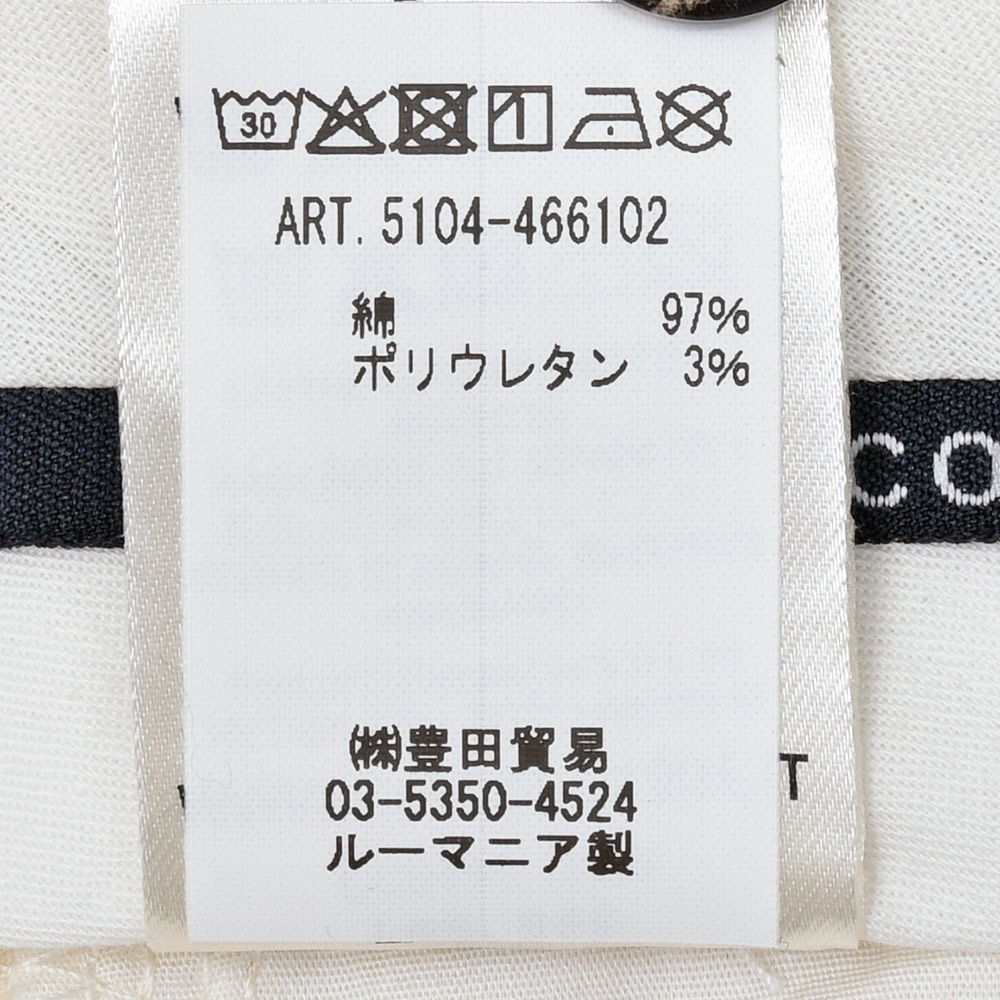 30
ART. 5104-466102
綿 97%
ポリウレタン 3%
CO
㈱豊田貿易
T
03-5350-4524
ルーマニア製